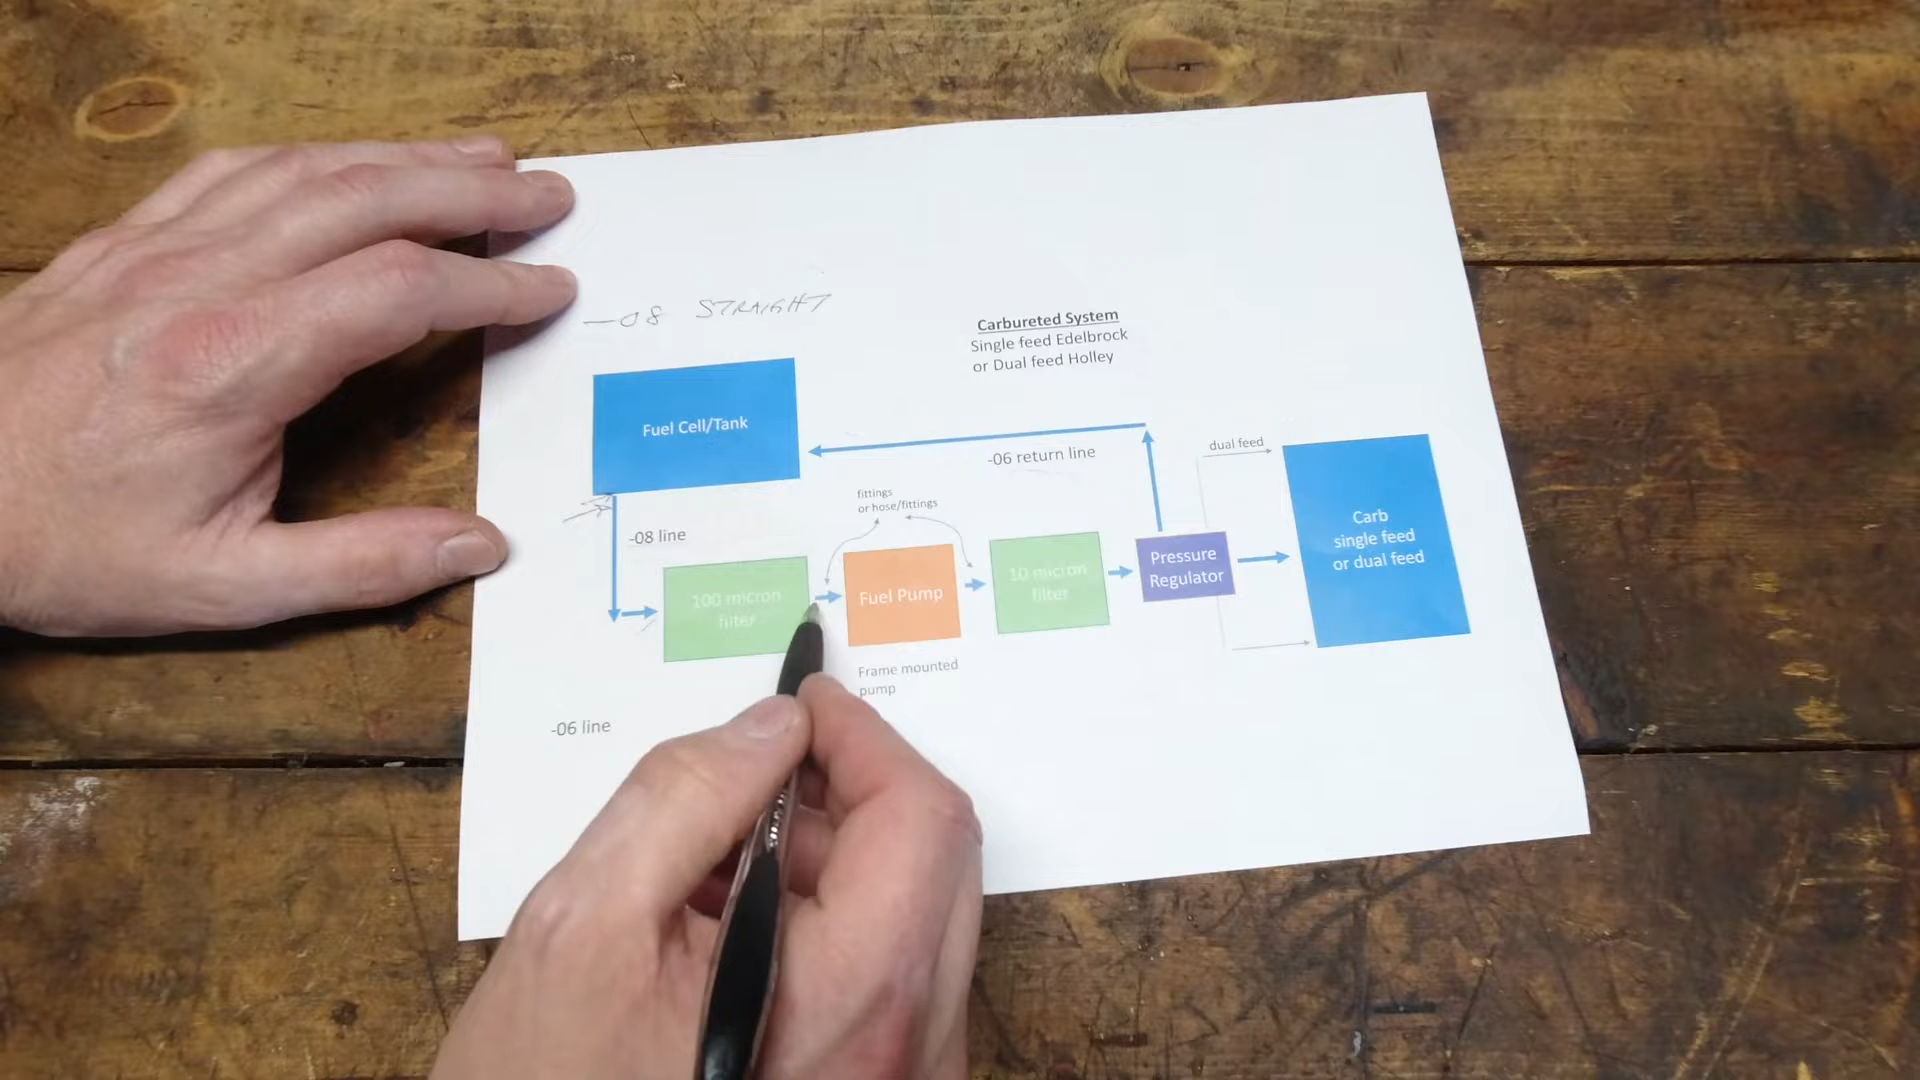 -08 STRAIGHT
Carbureted System
Single feed Edelbrock
or Dual feed Holley
Fuel Cell/Tank
-06 return line
dual feed
fittings
or hose/fittings
-08 line
100 micron
filter
Fuel Pump
10 micron
filter
Pressure
Regulator
Carb
single feed
or dual feed
Frame mounted
pump
-06 line